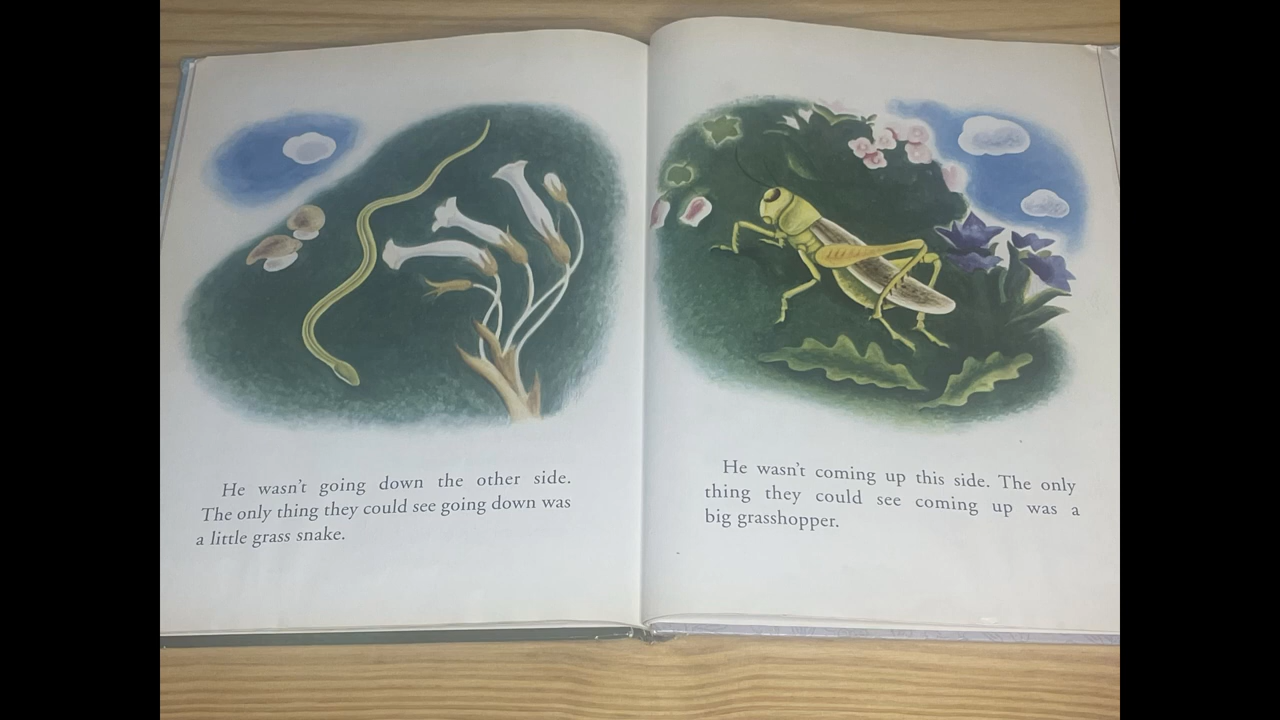 He wasn't going down the other side.
The only thing they could see going down was
a little grass snake.
He wasn't coming up this side. The only
thing they could see coming up was a
big grasshopper.